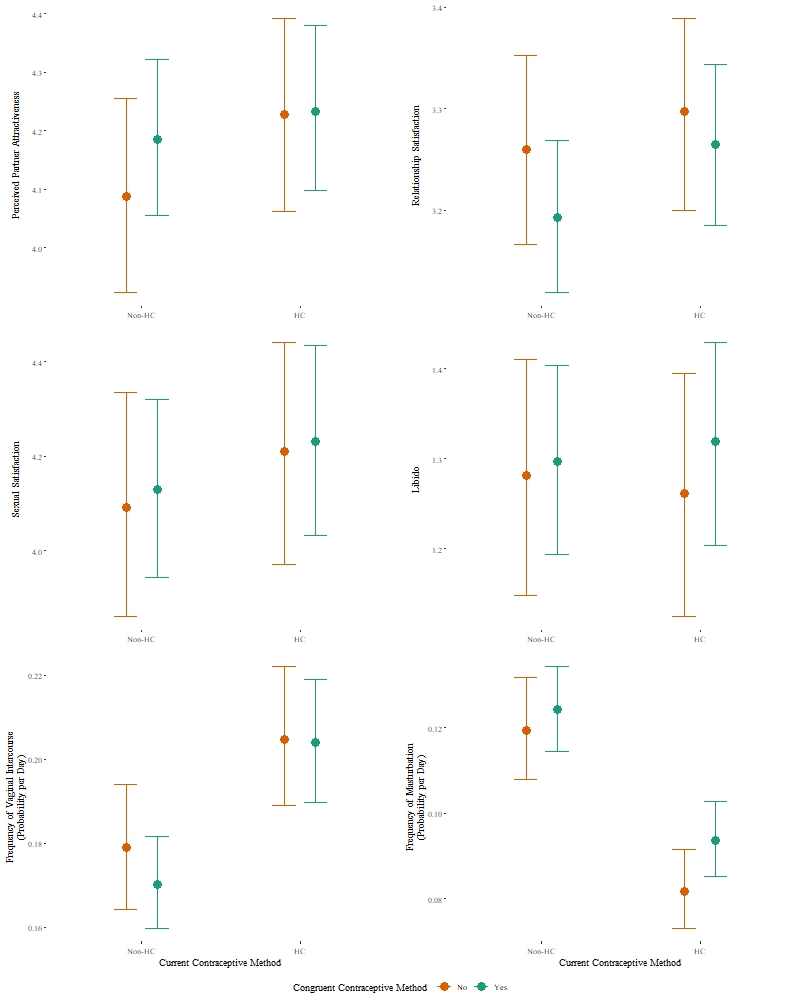 Perceived Partner Attractiveness
4.4
4.3
4.2
4.1
4.0
Non-HC
HC
Relationship Satisfaction
3.4
3.3
3.2
Non-HC
HC
Sexual Satisfaction
4.4
4.2
4.0
Non-HC
HC
Libido
1.4
1.3
1.2
Non-HC
HC
Frequency of Vaginal Intercourse
(Probability per Day)
0.22
0.20
0.18
0.16
Non-HC
HC
Current Contraceptive Method
Frequency of Masturbation
(Probability per Day)
0.12
0.10
0.08
Non-HC
HC
Current Contraceptive Method
Congruent Contraceptive Method No Yes